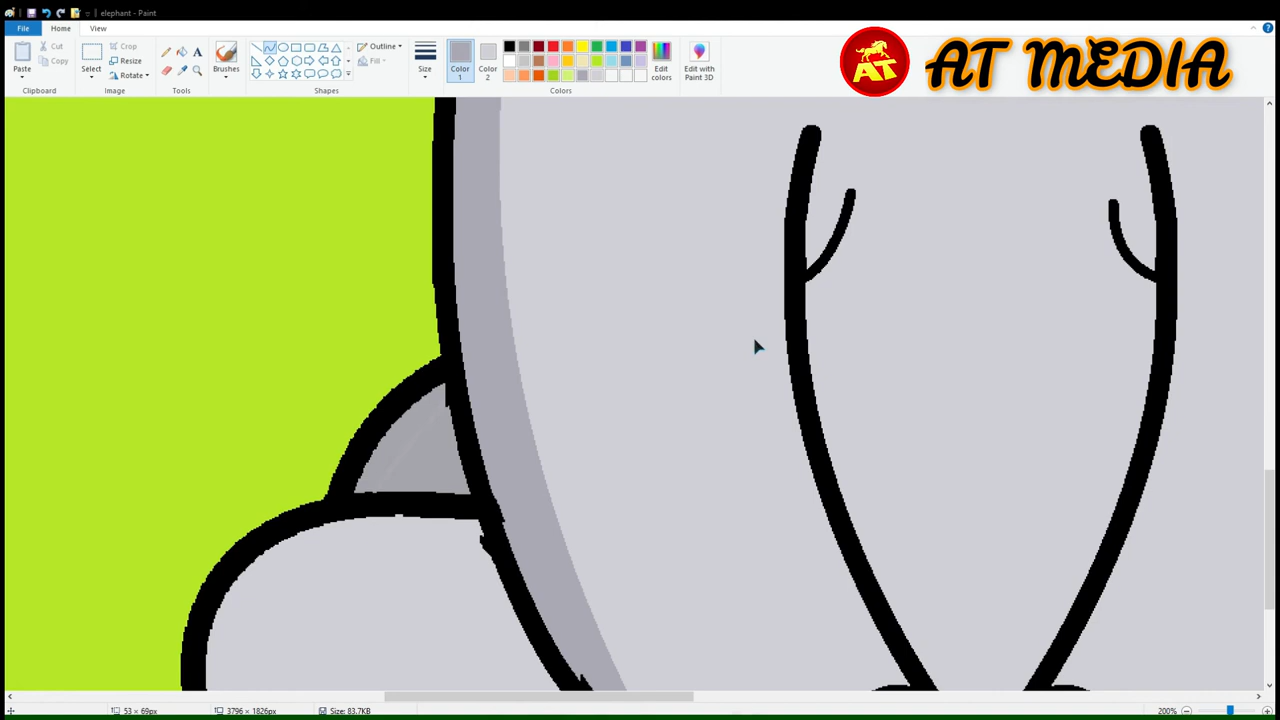 elephant - Paint
File Home View
Paste
Cut
Copy
Clipboard
Select
Crop
Resize
Rotate
Image
Tools
Brushes
Outline
Fill
Shapes
Size
Color 1
Color 2
Colors
Edit colors
Edit with Paint 3D
AT
AT MEDIA
53 × 69px
3796 × 1826px
Size: 83.7KB
200%